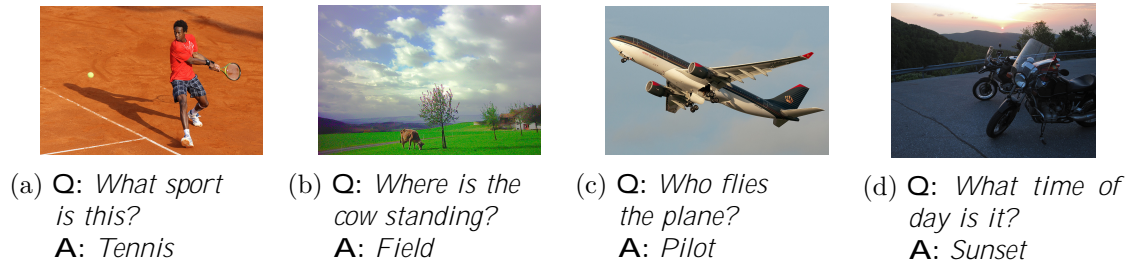 (a) Q: What sport
is this?
A: Tennis
(b) Q: Where is the
cow standing?
A: Field
(c) Q: Who flies
the plane?
A: Pilot
(d) Q: What time of
day is it?
A: Sunset